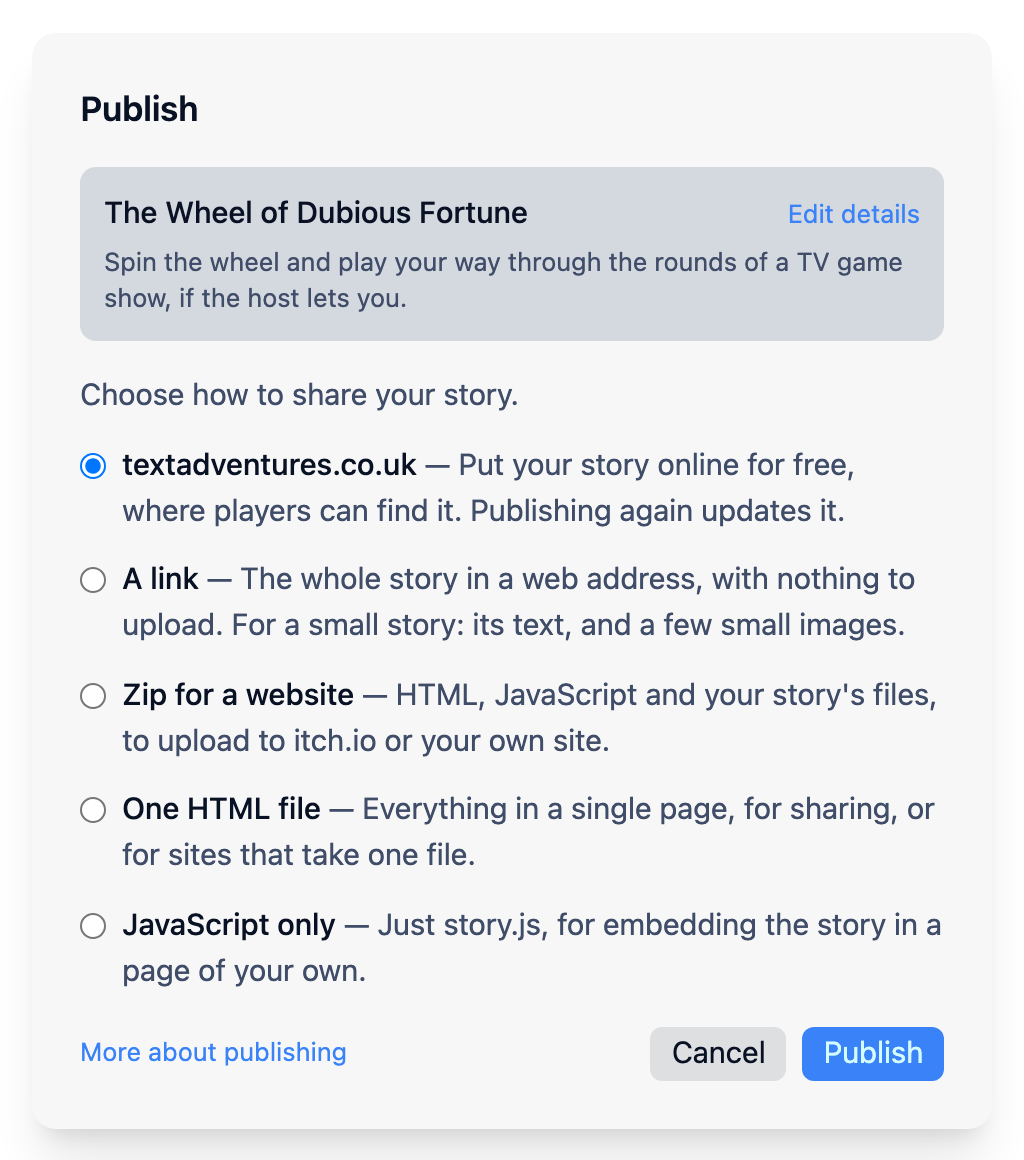 Publish
The Wheel of Dubious Fortune
Edit details
Spin the wheel and play your way through the rounds of a TV game
show, if the host lets you.
Choose how to share your story.
textadventures.co.uk — Put your story online for free,
where players can find it. Publishing again updates it.
A link — The whole story in a web address, with nothing to
upload. For a small story: its text, and a few small images.
Zip for a website — HTML, JavaScript and your story's files,
to upload to itch.io or your own site.
One HTML file — Everything in a single page, for sharing, or
for sites that take one file.
JavaScript only — Just story.js, for embedding the story in a
page of your own.
More about publishing
Cancel
Publish